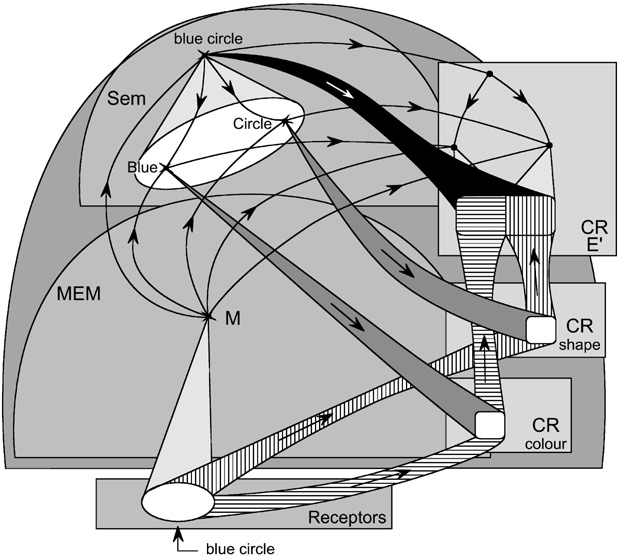 blue circle
Sem
Circle
Blue
CR
E'
MEM
M
CR
shape
CR
colour
Receptors
blue circle